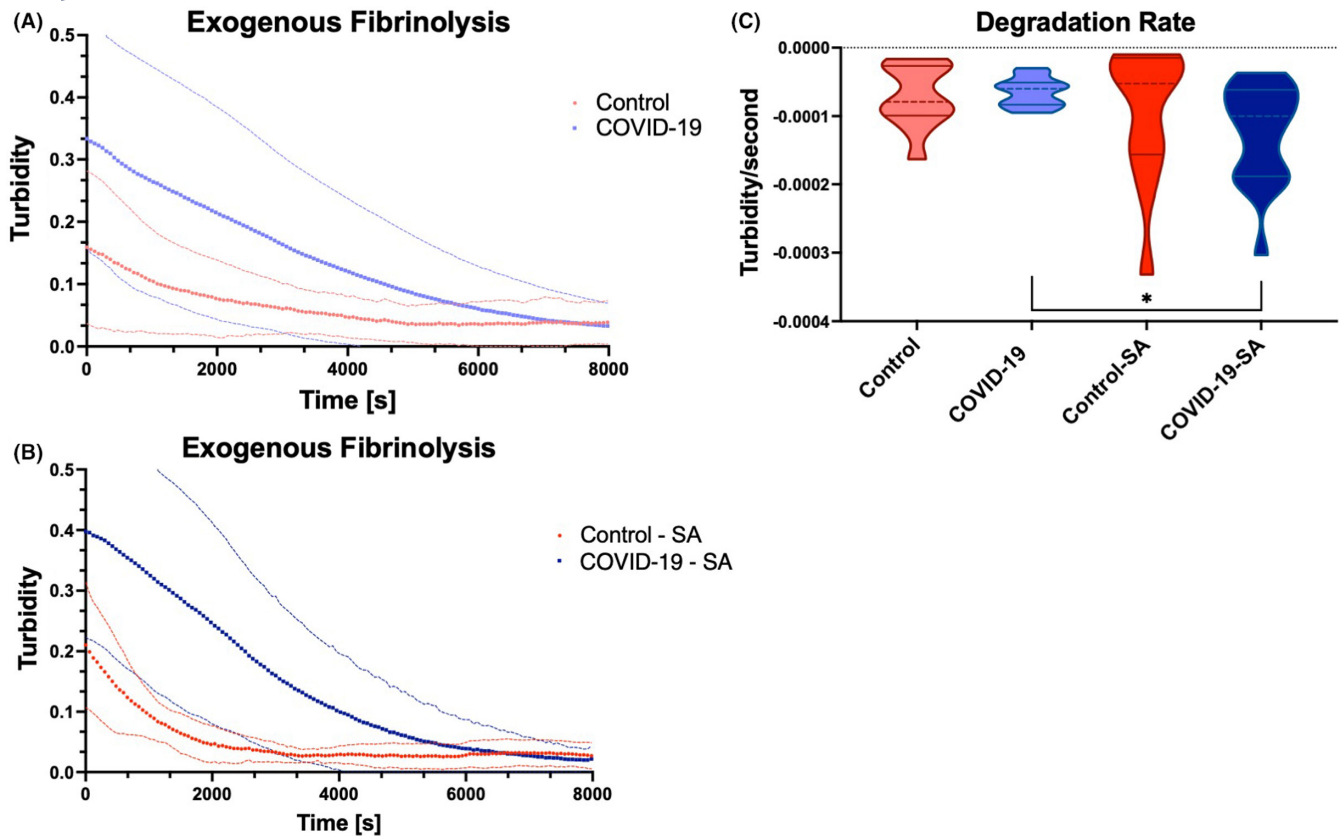 (A)
Exogenous Fibrinolysis
0.5
0.4
0.3
0.2
0.1
0.0
Turbidity
0
2000
4000
6000
8000
Time [s]
Control
COVID-19
(C)
Degradation Rate
0.0000
-0.0001
-0.0002
-0.0003
-0.0004
Turbidity/second
*
Control
COVID-19
Control-SA
COVID-19-SA
(B)
Exogenous Fibrinolysis
0.5
0.4
0.3
0.2
0.1
0.0
Turbidity
0
2000
4000
6000
8000
Time [s]
Control - SA
COVID-19 - SA